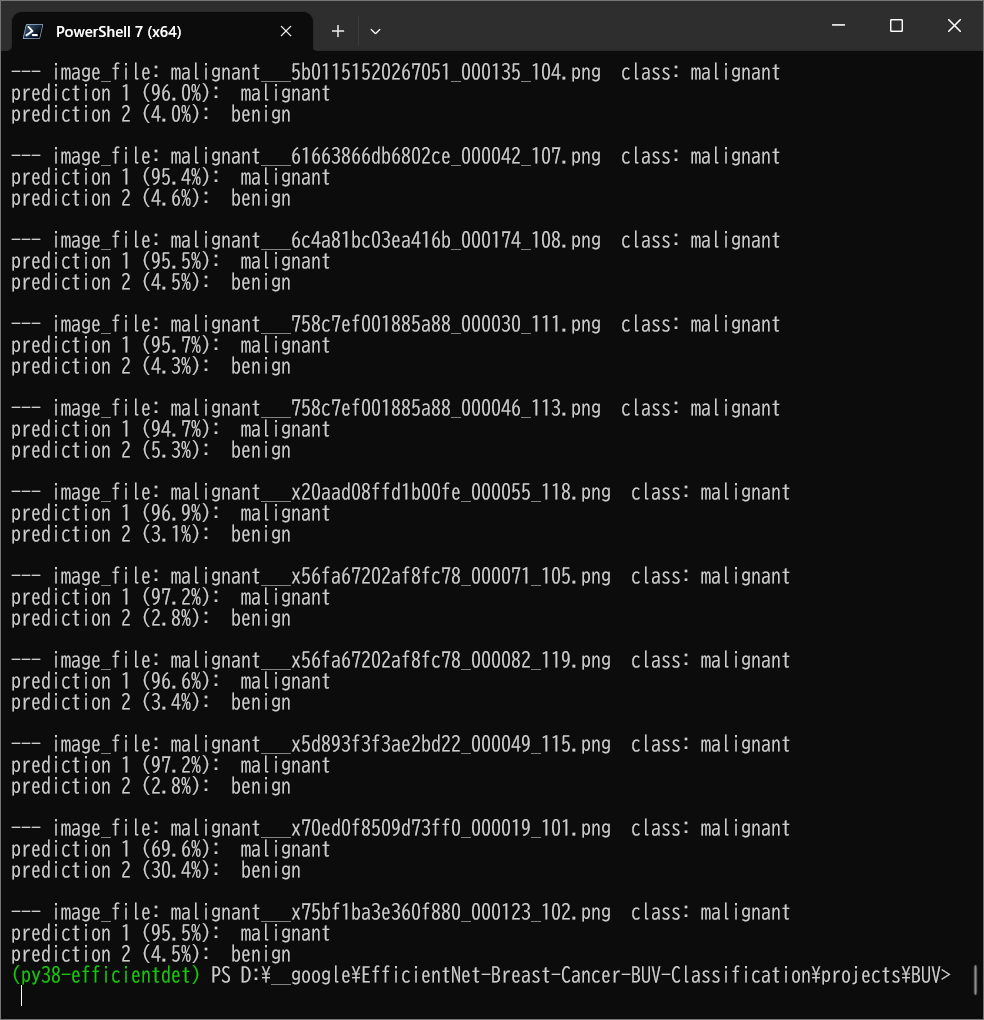 PowerShell 7 (x64)
--- image_file: malignant___5b01151520267051_000135_104.png  class: malignant
prediction 1 (96.0%):  malignant
prediction 2 (4.0%):  benign
--- image_file: malignant___61663866db6802ce_000042_107.png  class: malignant
prediction 1 (95.4%):  malignant
prediction 2 (4.6%):  benign
--- image_file: malignant___6c4a81bc03ea416b_000174_108.png  class: malignant
prediction 1 (95.5%):  malignant
prediction 2 (4.5%):  benign
--- image_file: malignant___758c7ef001885a88_000030_111.png  class: malignant
prediction 1 (95.7%):  malignant
prediction 2 (4.3%):  benign
--- image_file: malignant___758c7ef001885a88_000046_113.png  class: malignant
prediction 1 (94.7%):  malignant
prediction 2 (5.3%):  benign
--- image_file: malignant___x20aad08ffd1b00fe_000055_118.png  class: malignant
prediction 1 (96.9%):  malignant
prediction 2 (3.1%):  benign
--- image_file: malignant___x56fa67202af8fc78_000071_105.png  class: malignant
prediction 1 (97.2%):  malignant
prediction 2 (2.8%):  benign
--- image_file: malignant___x56fa67202af8fc78_000082_119.png  class: malignant
prediction 1 (96.6%):  malignant
prediction 2 (3.4%):  benign
--- image_file: malignant___x5d893f3f3ae2bd22_000049_115.png  class: malignant
prediction 1 (97.2%):  malignant
prediction 2 (2.8%):  benign
--- image_file: malignant___x70ed0f8509d73ff0_000019_101.png  class: malignant
prediction 1 (69.6%):  malignant
prediction 2 (30.4%):  benign
--- image_file: malignant___x75bf1ba3e360f880_000123_102.png  class: malignant
prediction 1 (95.5%):  malignant
prediction 2 (4.5%):  benign
(py38-efficientdet) PS D:¥__google¥EfficientNet-Breast-Cancer-BUV-Classification¥projects¥BUV>